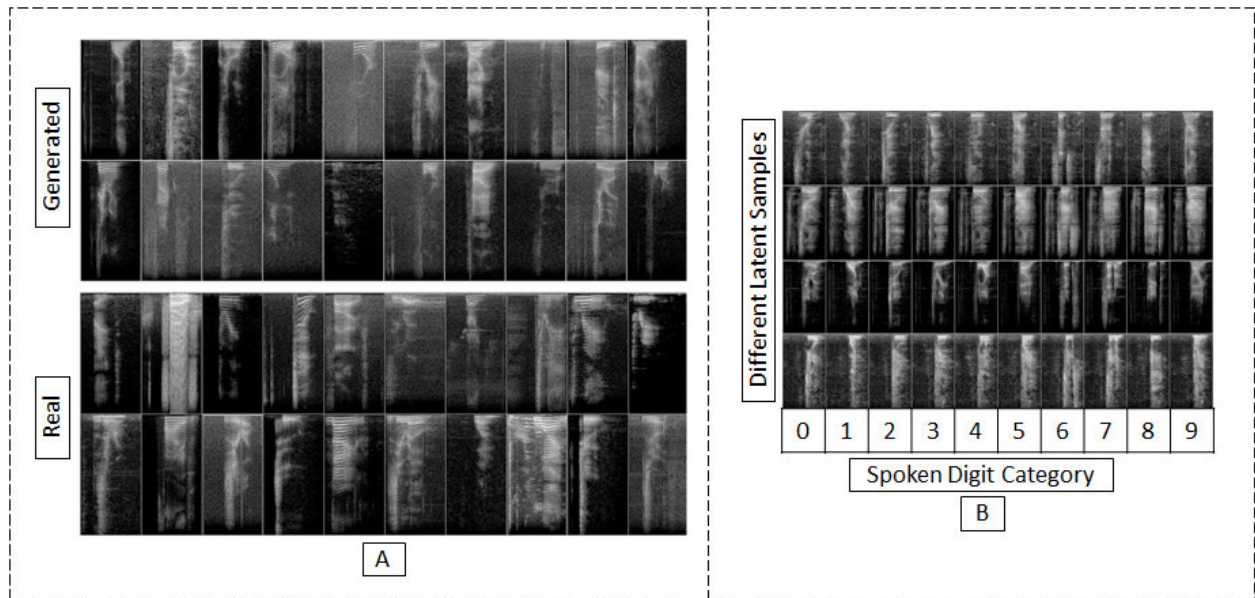 Generated
Real
A
Different Latent Samples
0 1 2 3 4 5 6 7 8 9
Spoken Digit Category
B